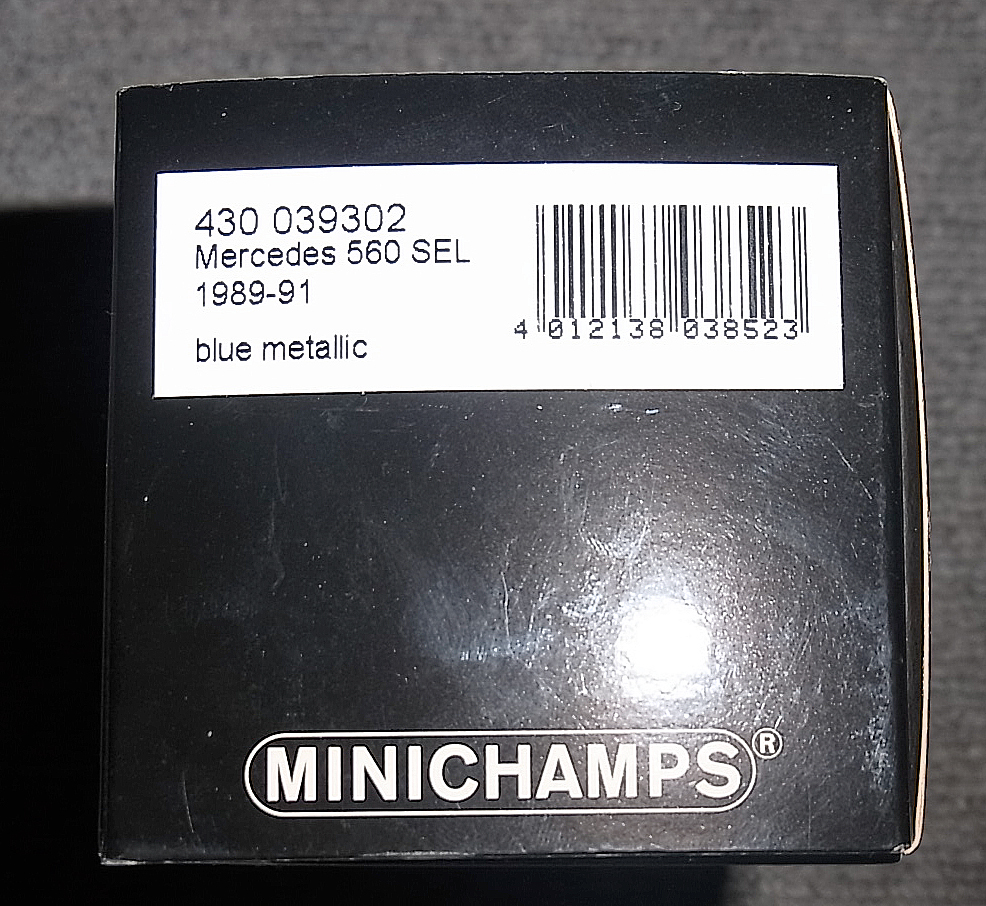 430 039302
Mercedes 560 SEL
1989-91
blue metallic
4 012138 038523
MINICHAMPS®